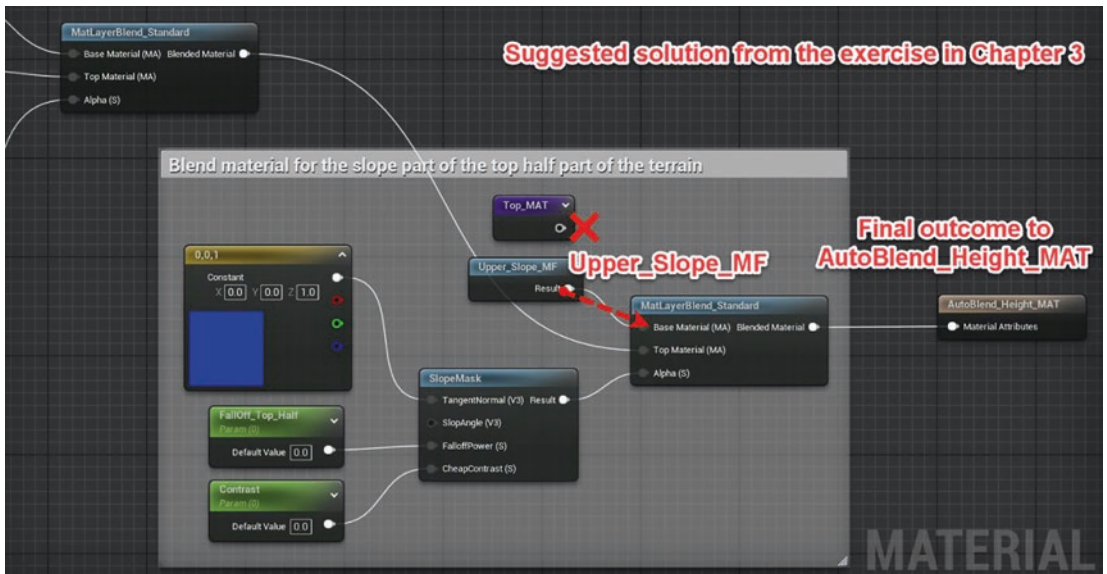 MatLayerBlend_Standard
Base Material (MA) Blended Material
Top Material (MA)
Alpha (S)
Suggested solution from the exercise in Chapter 3
Blend material for the slope part of the top half part of the terrain
Top_MAT
0,0,1
Constant
X 0.0 Y 0.0 Z 1.0
Upper_Slope_MF
Result
Upper_Slope_MF
Final outcome to
AutoBlend_Height_MAT
MatLayerBlend_Standard
Base Material (MA) Blended Material
Top Material (MA)
Alpha (S)
AutoBlend_Height_MAT
Material Attributes
SlopeMask
TangentNormal (V3) Result
SlopAngle (V3)
FalloffPower (S)
CheapContrast (S)
FallOff_Top_Half
Param (0)
Default Value 0.0
Contrast
Param (0)
Default Value 0.0
MATERIAL